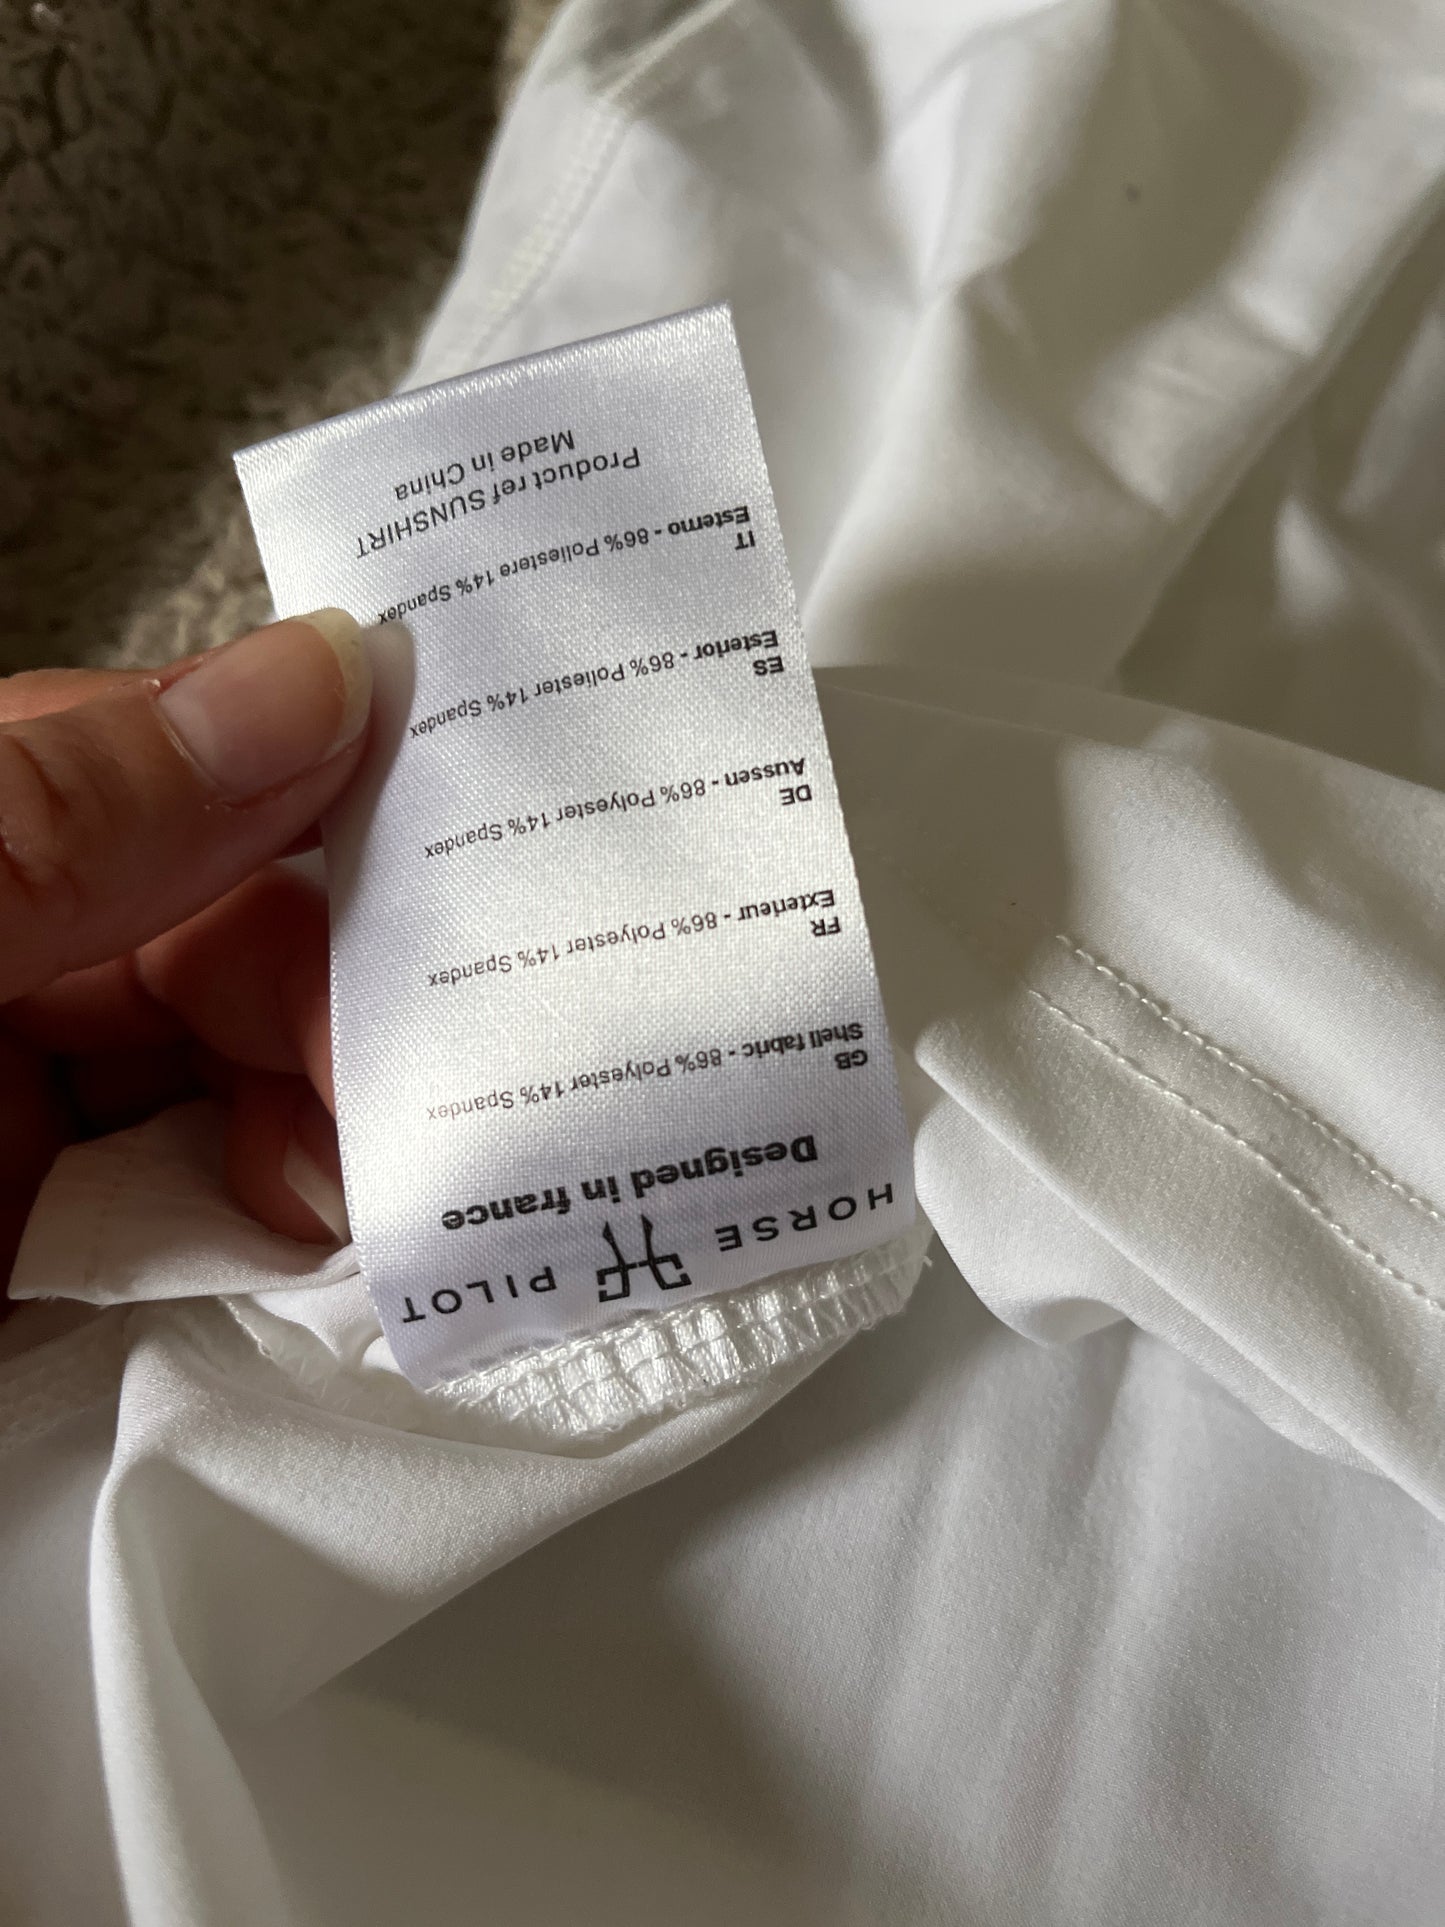 HORSE PILOT
Designed in france
GB
Shell fabric - 86% Polyester 14% Spandex
FR
Exterieur - 86% Polyester 14% Spandex
DE
Aussen - 86% Polyester 14% Spandex
ES
Esterior - 86% Poliester 14% Spandex
IT
Esterno - 86% Poliestere 14% Spandex
Product ref SUNSHIRT
Made in China